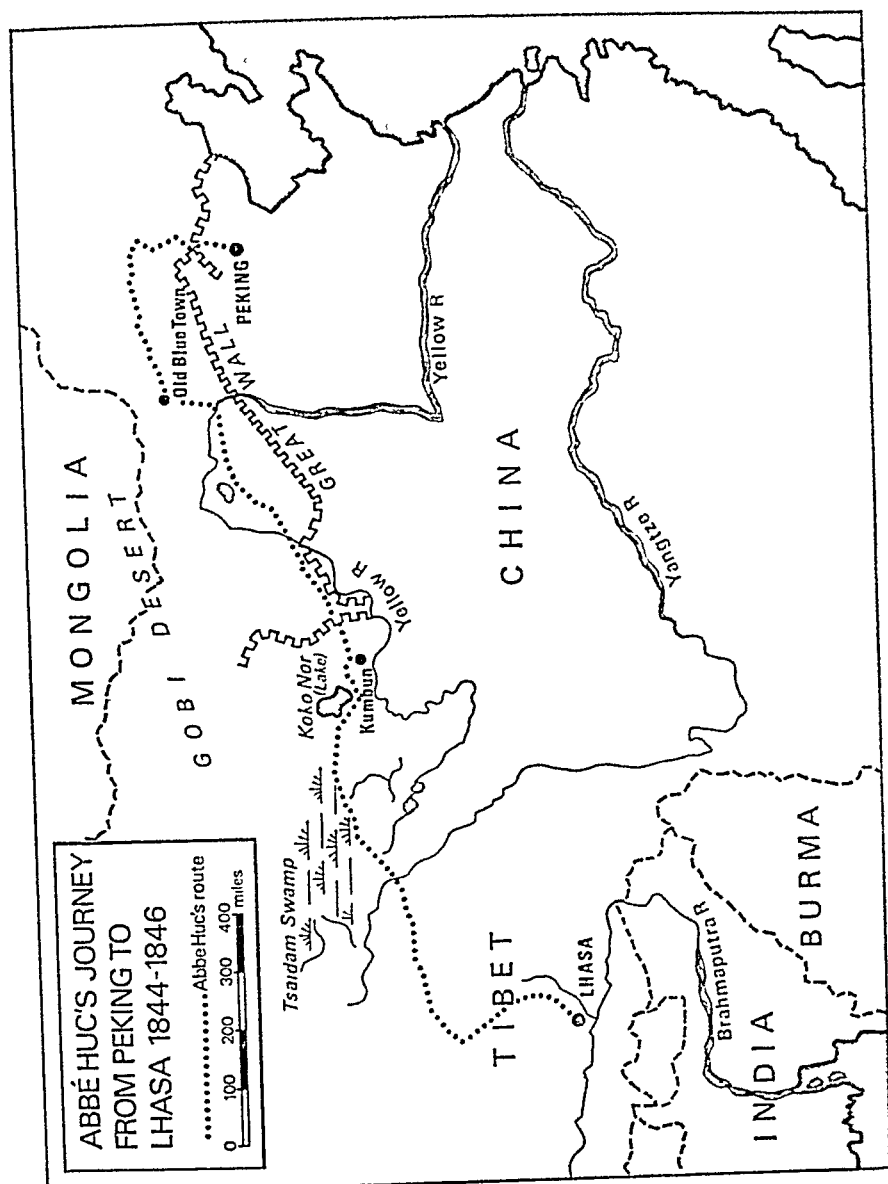 ABBÉ HUC'S JOURNEY
FROM PEKING TO
LHASA 1844-1846
Abbe Huc's route
0 100 200 300 400
miles
MONGOLIA
GOBI DESERT
Old Blue Town
PEKING
GREAT WALL
Yellow R
Yellow R
Koko Nor
(Lake)
Kumbun
Tsaidam Swamp
CHINA
Yangtze R
TIBET
LHASA
Brahmaputra R
INDIA
BURMA